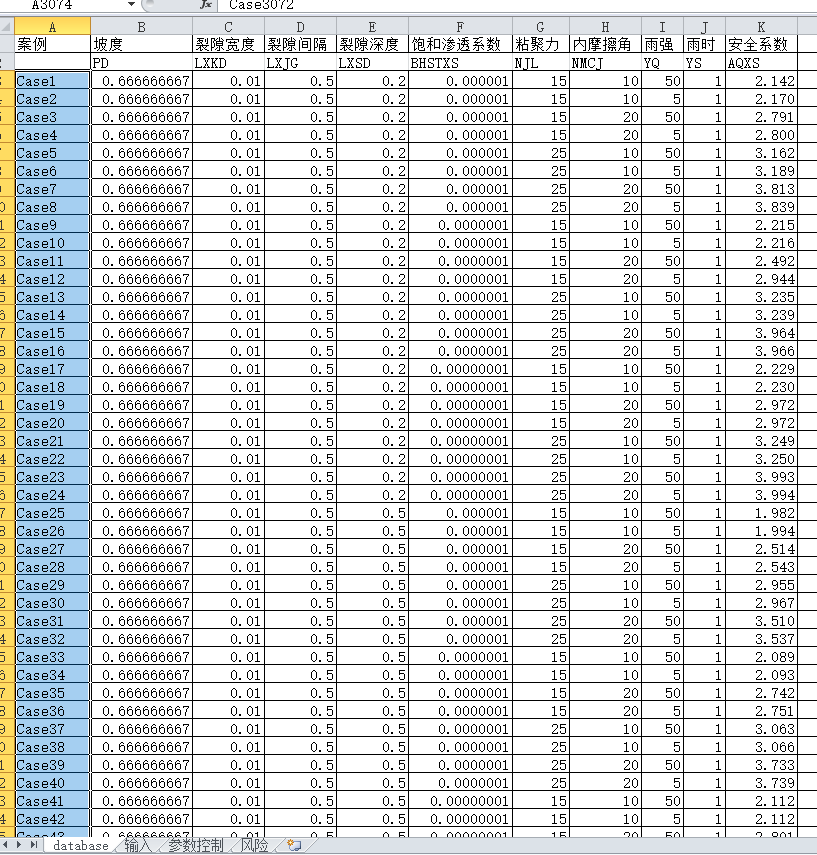 A3074 fx Case3072
A B C D E F G H I J K
案例 坡度 裂隙宽度 裂隙间隔 裂隙深度 饱和渗透系数 粘聚力 内摩擦角 雨强 雨时 安全系数
PD LXKD LXJG LXSD BHSTXS NJL NMCJ YQ YS AQXS
Case1 0.666666667 0.01 0.5 0.2 0.000001 15 10 50 1 2.142
Case2 0.666666667 0.01 0.5 0.2 0.000001 15 10 5 1 2.170
Case3 0.666666667 0.01 0.5 0.2 0.000001 15 20 50 1 2.791
Case4 0.666666667 0.01 0.5 0.2 0.000001 15 20 5 1 2.800
Case5 0.666666667 0.01 0.5 0.2 0.000001 25 10 50 1 3.162
Case6 0.666666667 0.01 0.5 0.2 0.000001 25 10 5 1 3.189
Case7 0.666666667 0.01 0.5 0.2 0.000001 25 20 50 1 3.813
Case8 0.666666667 0.01 0.5 0.2 0.000001 25 20 5 1 3.839
Case9 0.666666667 0.01 0.5 0.2 0.0000001 15 10 50 1 2.215
Case10 0.666666667 0.01 0.5 0.2 0.0000001 15 10 5 1 2.216
Case11 0.666666667 0.01 0.5 0.2 0.0000001 15 20 50 1 2.492
Case12 0.666666667 0.01 0.5 0.2 0.0000001 15 20 5 1 2.944
Case13 0.666666667 0.01 0.5 0.2 0.0000001 25 10 50 1 3.235
Case14 0.666666667 0.01 0.5 0.2 0.0000001 25 10 5 1 3.239
Case15 0.666666667 0.01 0.5 0.2 0.0000001 25 20 50 1 3.964
Case16 0.666666667 0.01 0.5 0.2 0.0000001 25 20 5 1 3.966
Case17 0.666666667 0.01 0.5 0.2 0.00000001 15 10 50 1 2.229
Case18 0.666666667 0.01 0.5 0.2 0.00000001 15 10 5 1 2.230
Case19 0.666666667 0.01 0.5 0.2 0.00000001 15 20 50 1 2.972
Case20 0.666666667 0.01 0.5 0.2 0.00000001 15 20 5 1 2.972
Case21 0.666666667 0.01 0.5 0.2 0.00000001 25 10 50 1 3.249
Case22 0.666666667 0.01 0.5 0.2 0.00000001 25 10 5 1 3.250
Case23 0.666666667 0.01 0.5 0.2 0.00000001 25 20 50 1 3.993
Case24 0.666666667 0.01 0.5 0.2 0.00000001 25 20 5 1 3.994
Case25 0.666666667 0.01 0.5 0.5 0.000001 15 10 50 1 1.982
Case26 0.666666667 0.01 0.5 0.5 0.000001 15 10 5 1 1.994
Case27 0.666666667 0.01 0.5 0.5 0.000001 15 20 50 1 2.514
Case28 0.666666667 0.01 0.5 0.5 0.000001 15 20 5 1 2.543
Case29 0.666666667 0.01 0.5 0.5 0.000001 25 10 50 1 2.955
Case30 0.666666667 0.01 0.5 0.5 0.000001 25 10 5 1 2.967
Case31 0.666666667 0.01 0.5 0.5 0.000001 25 20 50 1 3.510
Case32 0.666666667 0.01 0.5 0.5 0.000001 25 20 5 1 3.537
Case33 0.666666667 0.01 0.5 0.5 0.0000001 15 10 50 1 2.089
Case34 0.666666667 0.01 0.5 0.5 0.0000001 15 10 5 1 2.093
Case35 0.666666667 0.01 0.5 0.5 0.0000001 15 20 50 1 2.742
Case36 0.666666667 0.01 0.5 0.5 0.0000001 15 20 5 1 2.751
Case37 0.666666667 0.01 0.5 0.5 0.0000001 25 10 50 1 3.063
Case38 0.666666667 0.01 0.5 0.5 0.0000001 25 10 5 1 3.066
Case39 0.666666667 0.01 0.5 0.5 0.0000001 25 20 50 1 3.733
Case40 0.666666667 0.01 0.5 0.5 0.0000001 25 20 5 1 3.739
Case41 0.666666667 0.01 0.5 0.5 0.00000001 15 10 50 1 2.112
Case42 0.666666667 0.01 0.5 0.5 0.00000001 15 10 5 1 2.112
database 输入 参数控制 风险